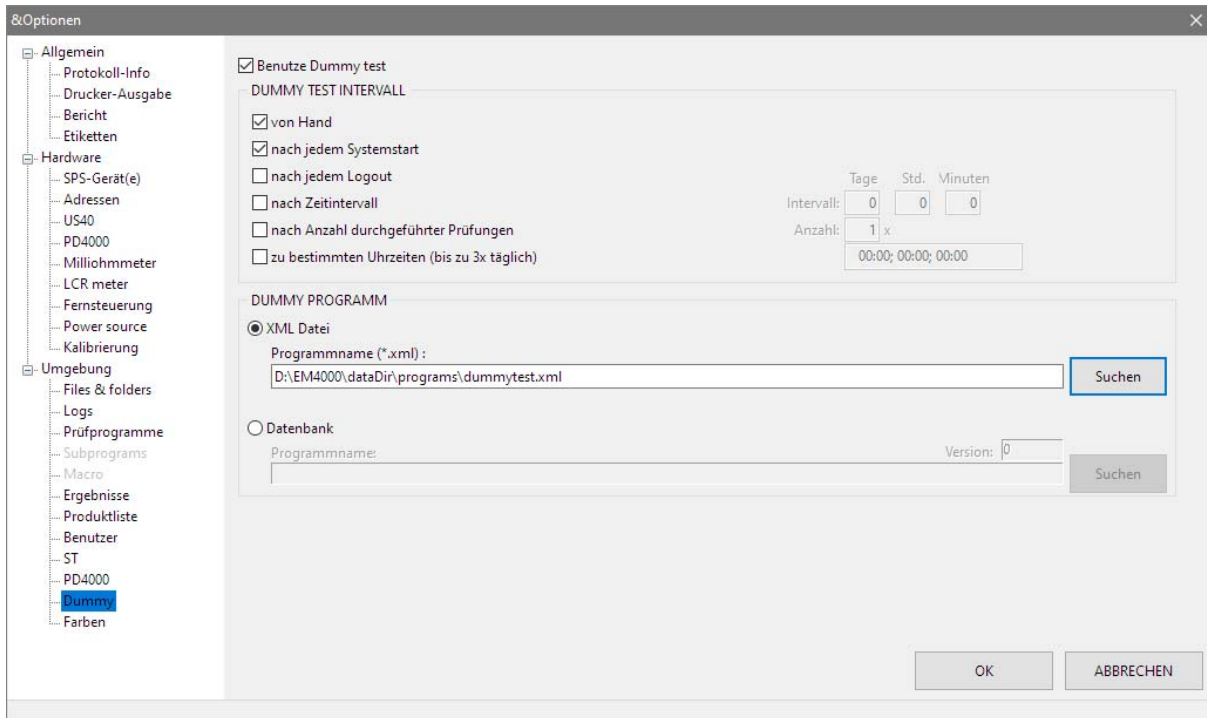 &Optionen
Allgemein
Protokoll-Info
Drucker-Ausgabe
Bericht
Etiketten
Hardware
SPS-Gerät(e)
Adressen
US40
PD4000
Milliohmmeter
LCR meter
Fernsteuerung
Power source
Kalibrierung
Umgebung
Files & folders
Logs
Prüfprogramme
Subprograms
Macro
Ergebnisse
Produktliste
Benutzer
ST
PD4000
Dummy
Farben
Benutze Dummy test
DUMMY TEST INTERVALL
von Hand
nach jedem Systemstart
nach jedem Logout
Tage Std. Minuten
nach Zeitintervall Intervall: 0 0 0
nach Anzahl durchgeführter Prüfungen Anzahl: 1 x
zu bestimmten Uhrzeiten (bis zu 3x täglich) 00:00; 00:00; 00:00
DUMMY PROGRAMM
XML Datei
Programmname (*.xml) :
D:\EM4000\dataDir\programs\dummytest.xml Suchen
Datenbank
Programmname: Version: 0
Suchen
OK ABBRECHEN